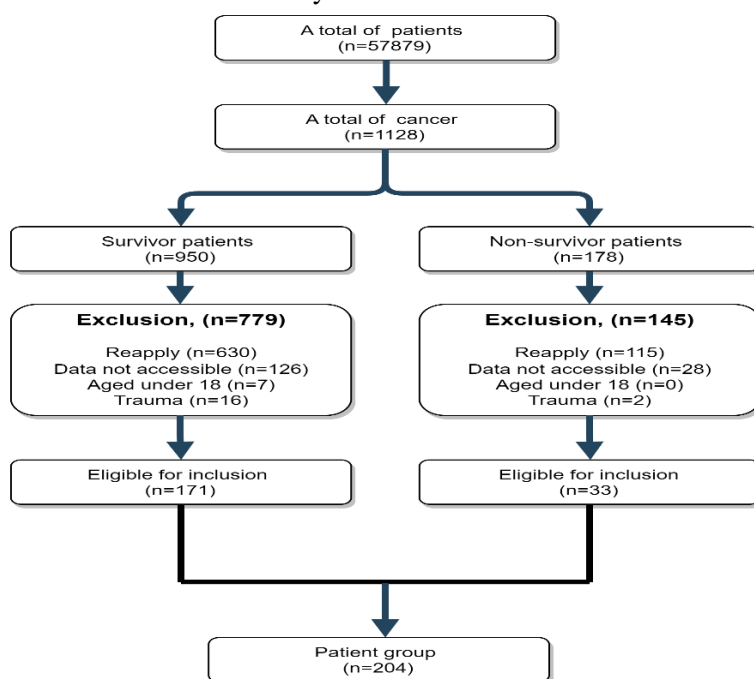 A total of patients
(n=57879)
A total of cancer
(n=1128)
Survivor patients
(n=950)
Non-survivor patients
(n=178)
Exclusion, (n=779)
Reapply (n=630)
Data not accessible (n=126)
Aged under 18 (n=7)
Trauma (n=16)
Exclusion, (n=145)
Reapply (n=115)
Data not accessible (n=28)
Aged under 18 (n=0)
Trauma (n=2)
Eligible for inclusion
(n=171)
Eligible for inclusion
(n=33)
Patient group
(n=204)